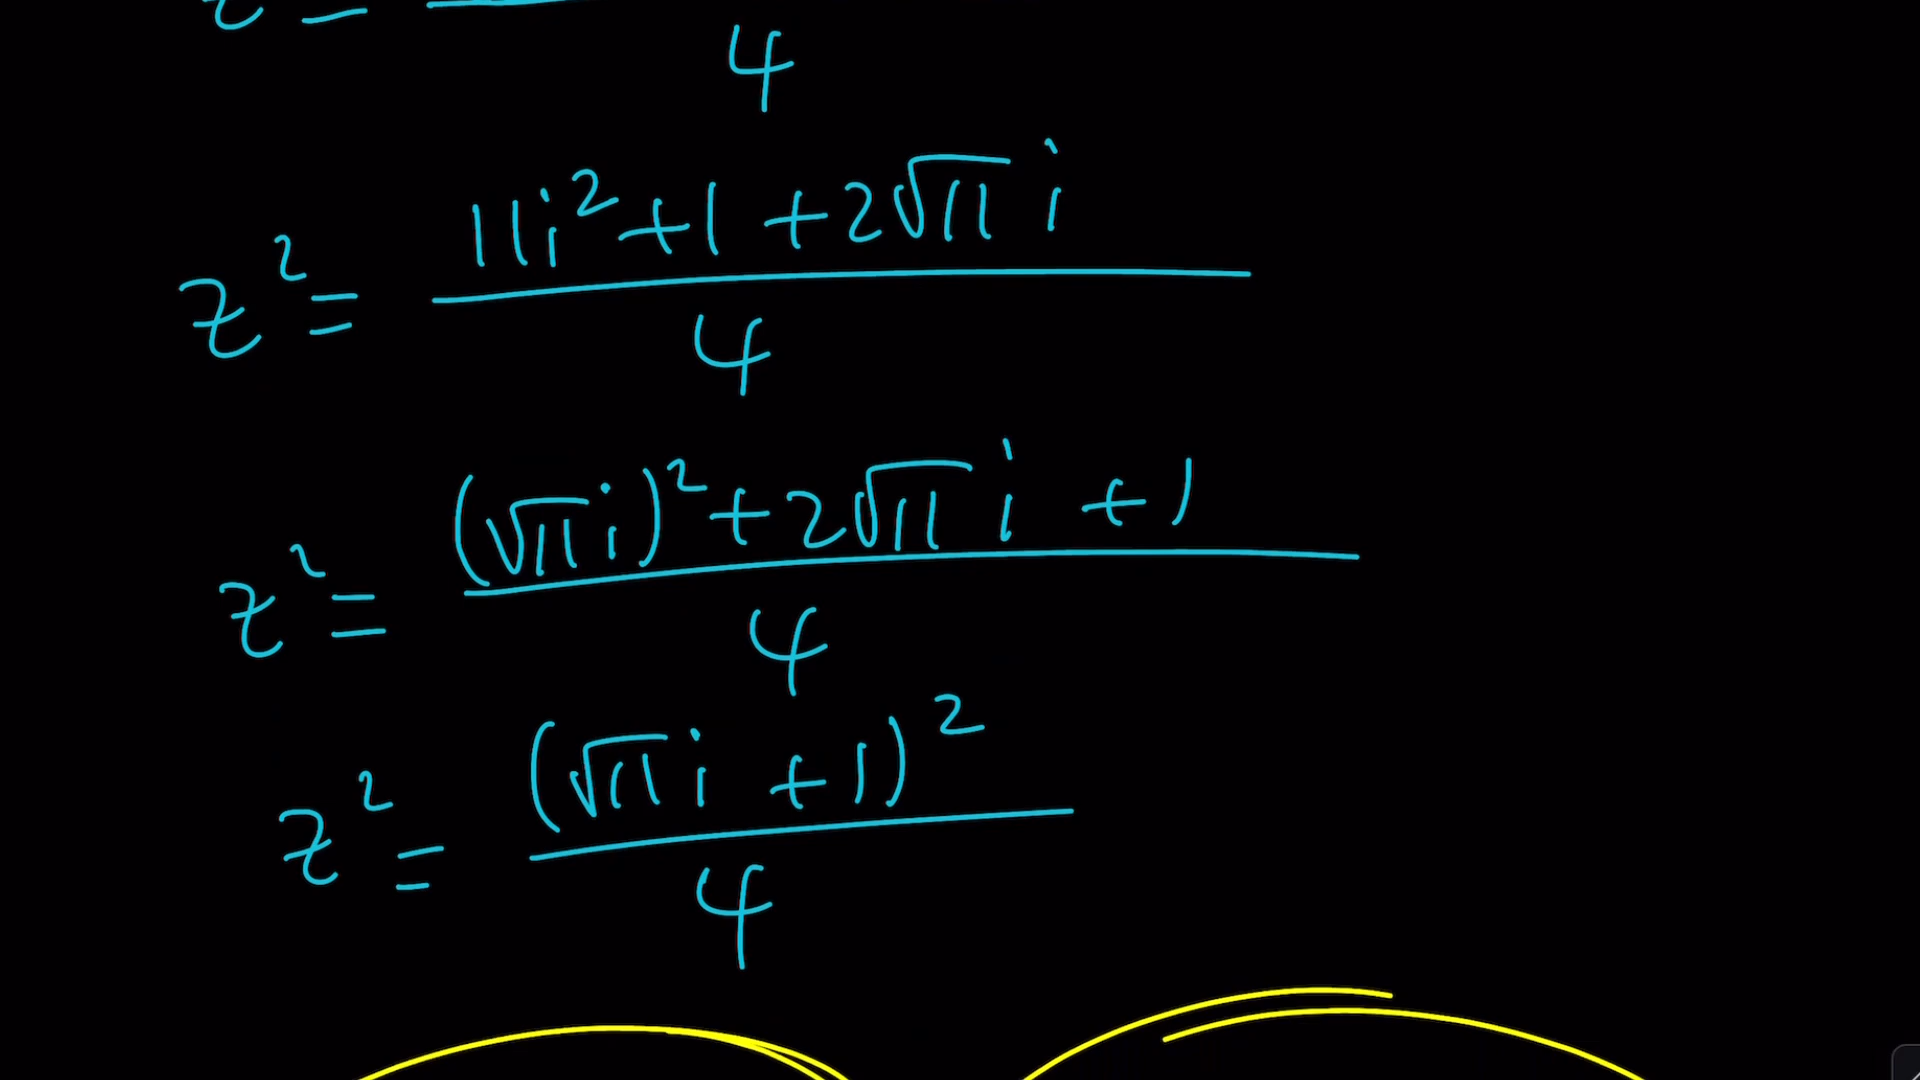 4
z² = (11i² + 1 + 2√11 i) / 4
z² = ((√11 i)² + 2√11 i + 1) / 4
z² = (√11 i + 1)² / 4